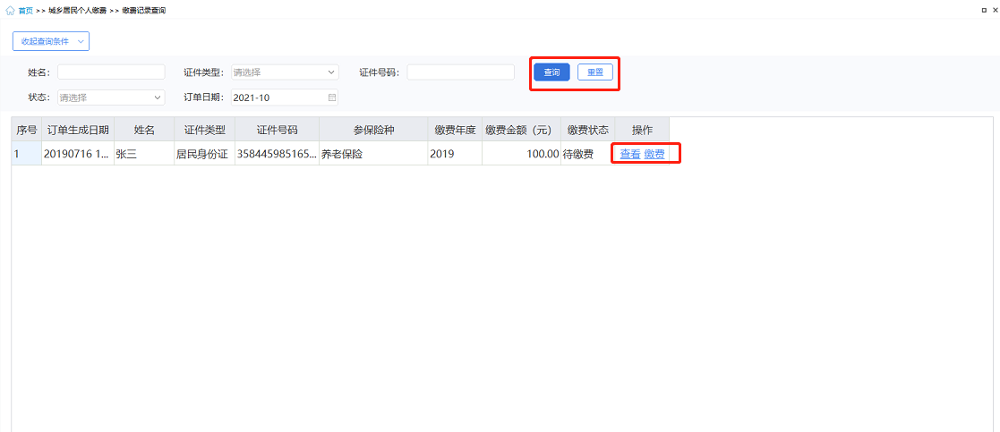 首页 >> 城乡居民个人缴费 >> 缴费记录查询
收起查询条件
姓名： 证件类型： 请选择 证件号码： 查询 重置
状态： 请选择 订单日期： 2021-10
序号 订单生成日期 姓名 证件类型 证件号码 参保险种 缴费年度 缴费金额（元） 缴费状态 操作
1 20190716 1... 张三 居民身份证 358445985165... 养老保险 2019 100.00 待缴费 查看 缴费